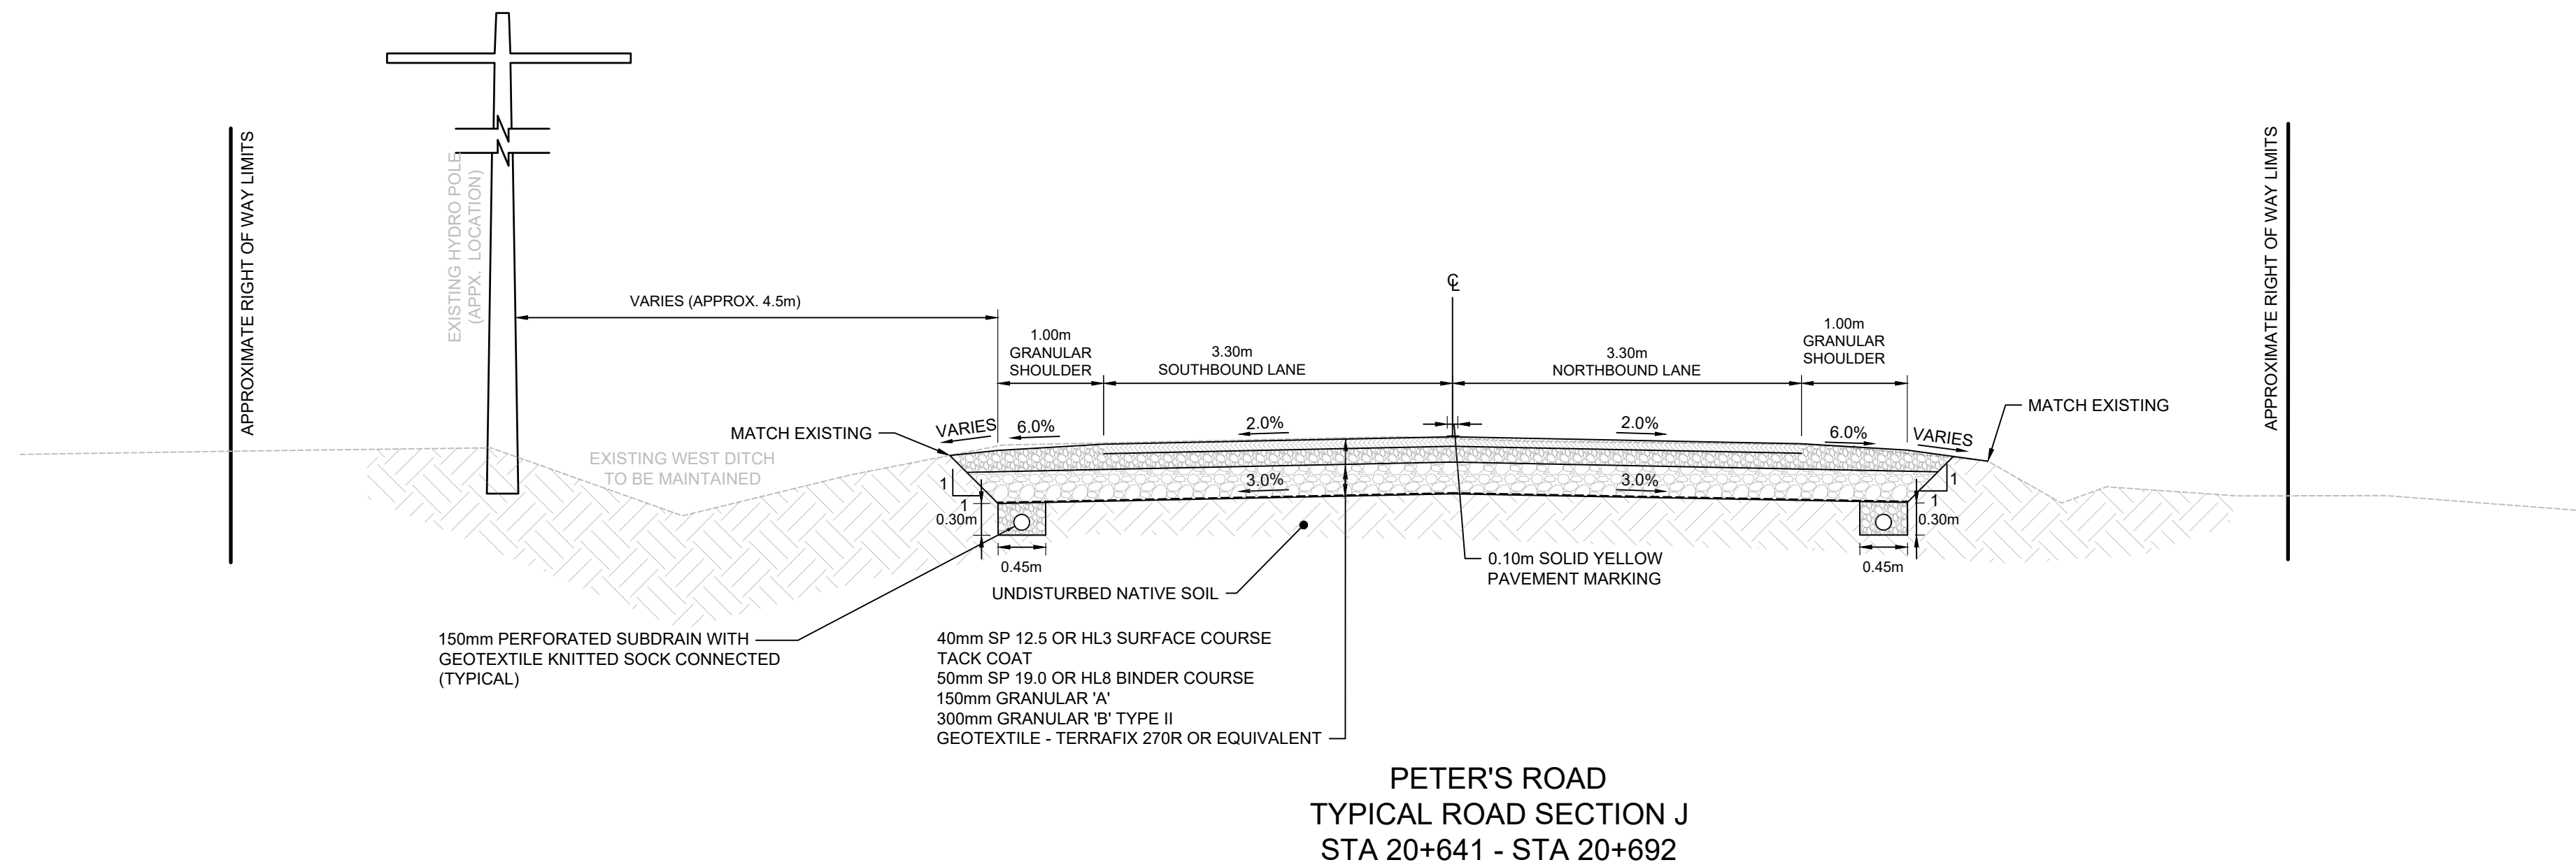 APPROXIMATE RIGHT OF WAY LIMITS
EXISTING HYDRO POLE
(APPX. LOCATION)
VARIES (APPROX. 4.5m)
1.00m
GRANULAR
SHOULDER
3.30m
SOUTHBOUND LANE
℄
3.30m
NORTHBOUND LANE
1.00m
GRANULAR
SHOULDER
APPROXIMATE RIGHT OF WAY LIMITS
MATCH EXISTING
VARIES
6.0%
2.0%
2.0%
6.0%
VARIES
MATCH EXISTING
EXISTING WEST DITCH
TO BE MAINTAINED
1
1
3.0%
3.0%
1
1
0.30m
0.30m
0.45m
0.45m
UNDISTURBED NATIVE SOIL
0.10m SOLID YELLOW
PAVEMENT MARKING
150mm PERFORATED SUBDRAIN WITH
GEOTEXTILE KNITTED SOCK CONNECTED
(TYPICAL)
40mm SP 12.5 OR HL3 SURFACE COURSE
TACK COAT
50mm SP 19.0 OR HL8 BINDER COURSE
150mm GRANULAR 'A'
300mm GRANULAR 'B' TYPE II
GEOTEXTILE - TERRAFIX 270R OR EQUIVALENT
PETER'S ROAD
TYPICAL ROAD SECTION J
STA 20+641 - STA 20+692